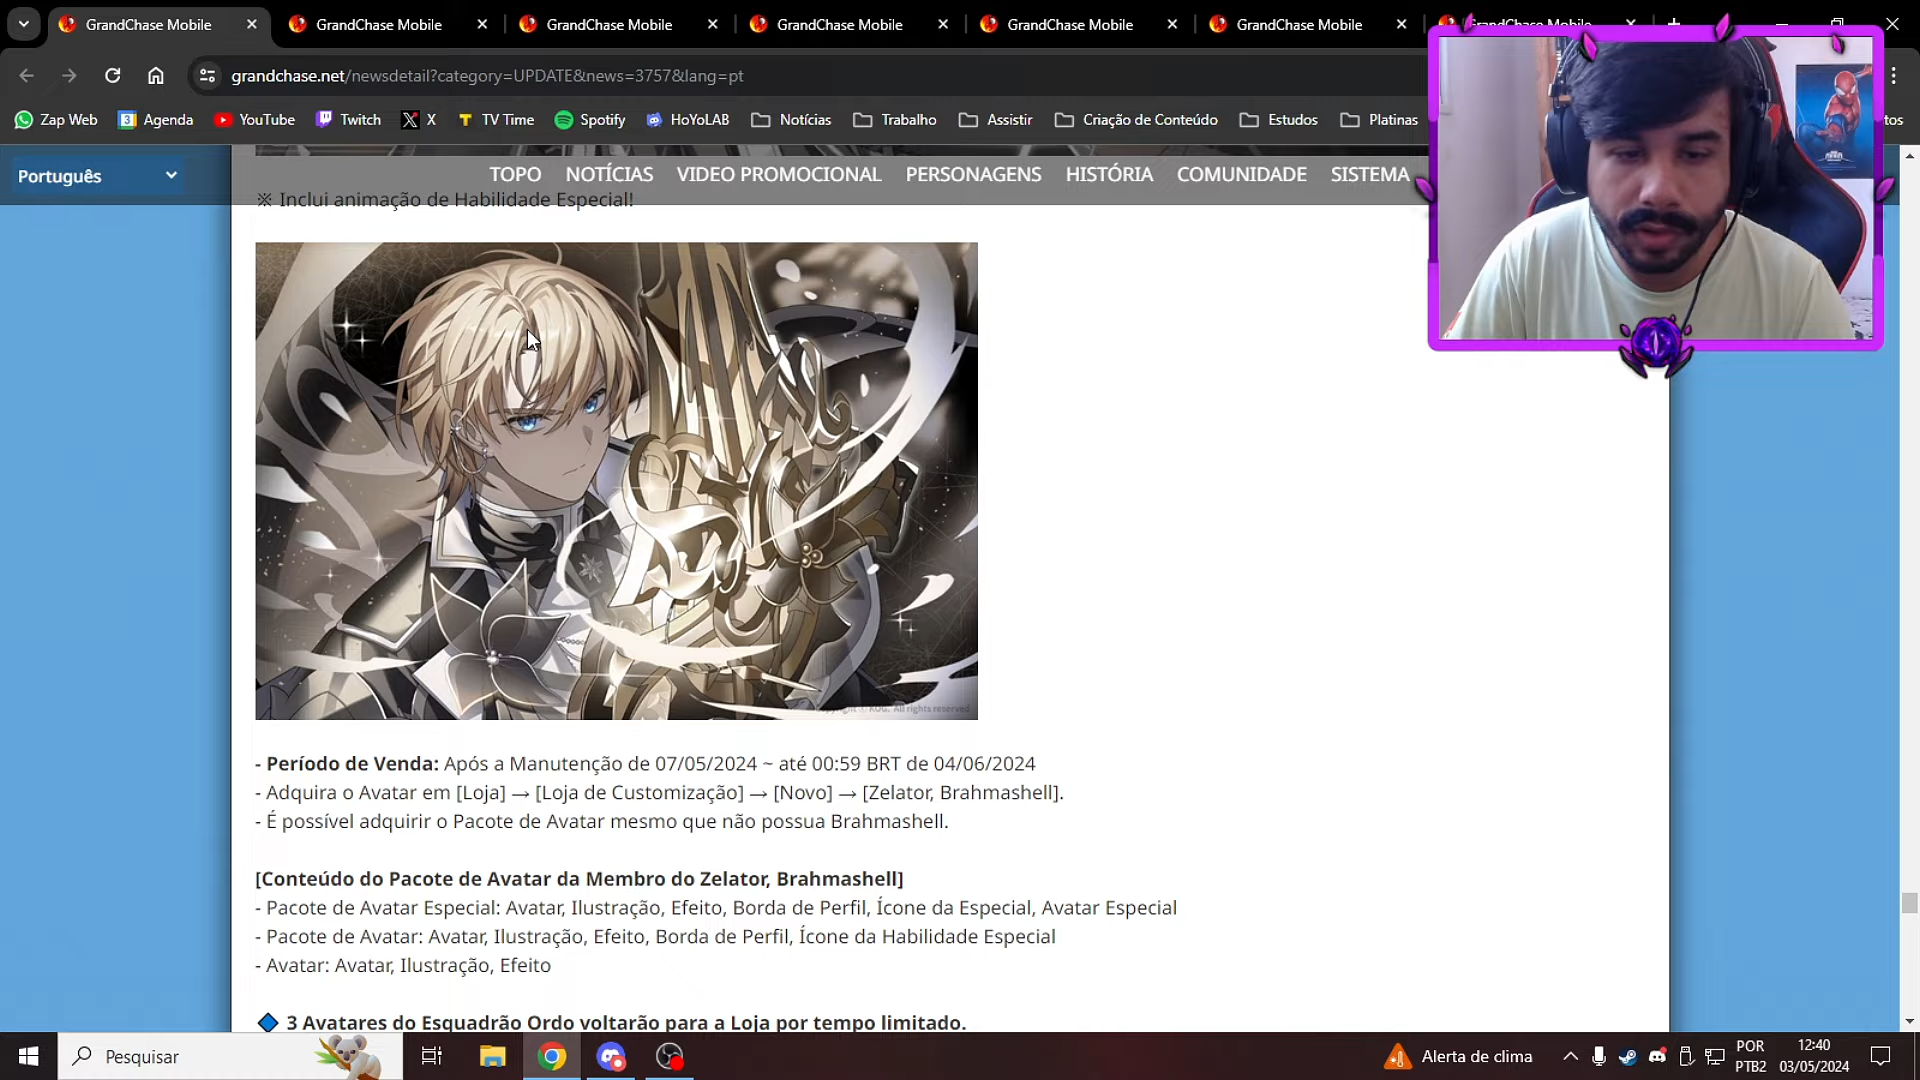 GrandChase Mobile
GrandChase Mobile
GrandChase Mobile
GrandChase Mobile
GrandChase Mobile
GrandChase Mobile
GrandChase Mobile
grandchase.net/newsdetail?category=UPDATE&news=3757&lang=pt
Zap Web
3
Agenda
YouTube
Twitch
X
T
TV Time
Spotify
HoYoLAB
Notícias
Trabalho
Assistir
Criação de Conteúdo
Estudos
Platinas
Português
TOPO NOTÍCIAS VIDEO PROMOCIONAL PERSONAGENS HISTÓRIA COMUNIDADE SISTEMA
※ Inclui animação de Habilidade Especial!
Copyright © KOG. All rights reserved
- Período de Venda: Após a Manutenção de 07/05/2024 ~ até 00:59 BRT de 04/06/2024
- Adquira o Avatar em [Loja] → [Loja de Customização] → [Novo] → [Zelator, Brahmashell].
- É possível adquirir o Pacote de Avatar mesmo que não possua Brahmashell.
[Conteúdo do Pacote de Avatar da Membro do Zelator, Brahmashell]
- Pacote de Avatar Especial: Avatar, Ilustração, Efeito, Borda de Perfil, Ícone da Especial, Avatar Especial
- Pacote de Avatar: Avatar, Ilustração, Efeito, Borda de Perfil, Ícone da Habilidade Especial
- Avatar: Avatar, Ilustração, Efeito
3 Avatares do Esquadrão Ordo voltarão para a Loja por tempo limitado.
Pesquisar
Alerta de clima
POR
PTB2
12:40
03/05/2024